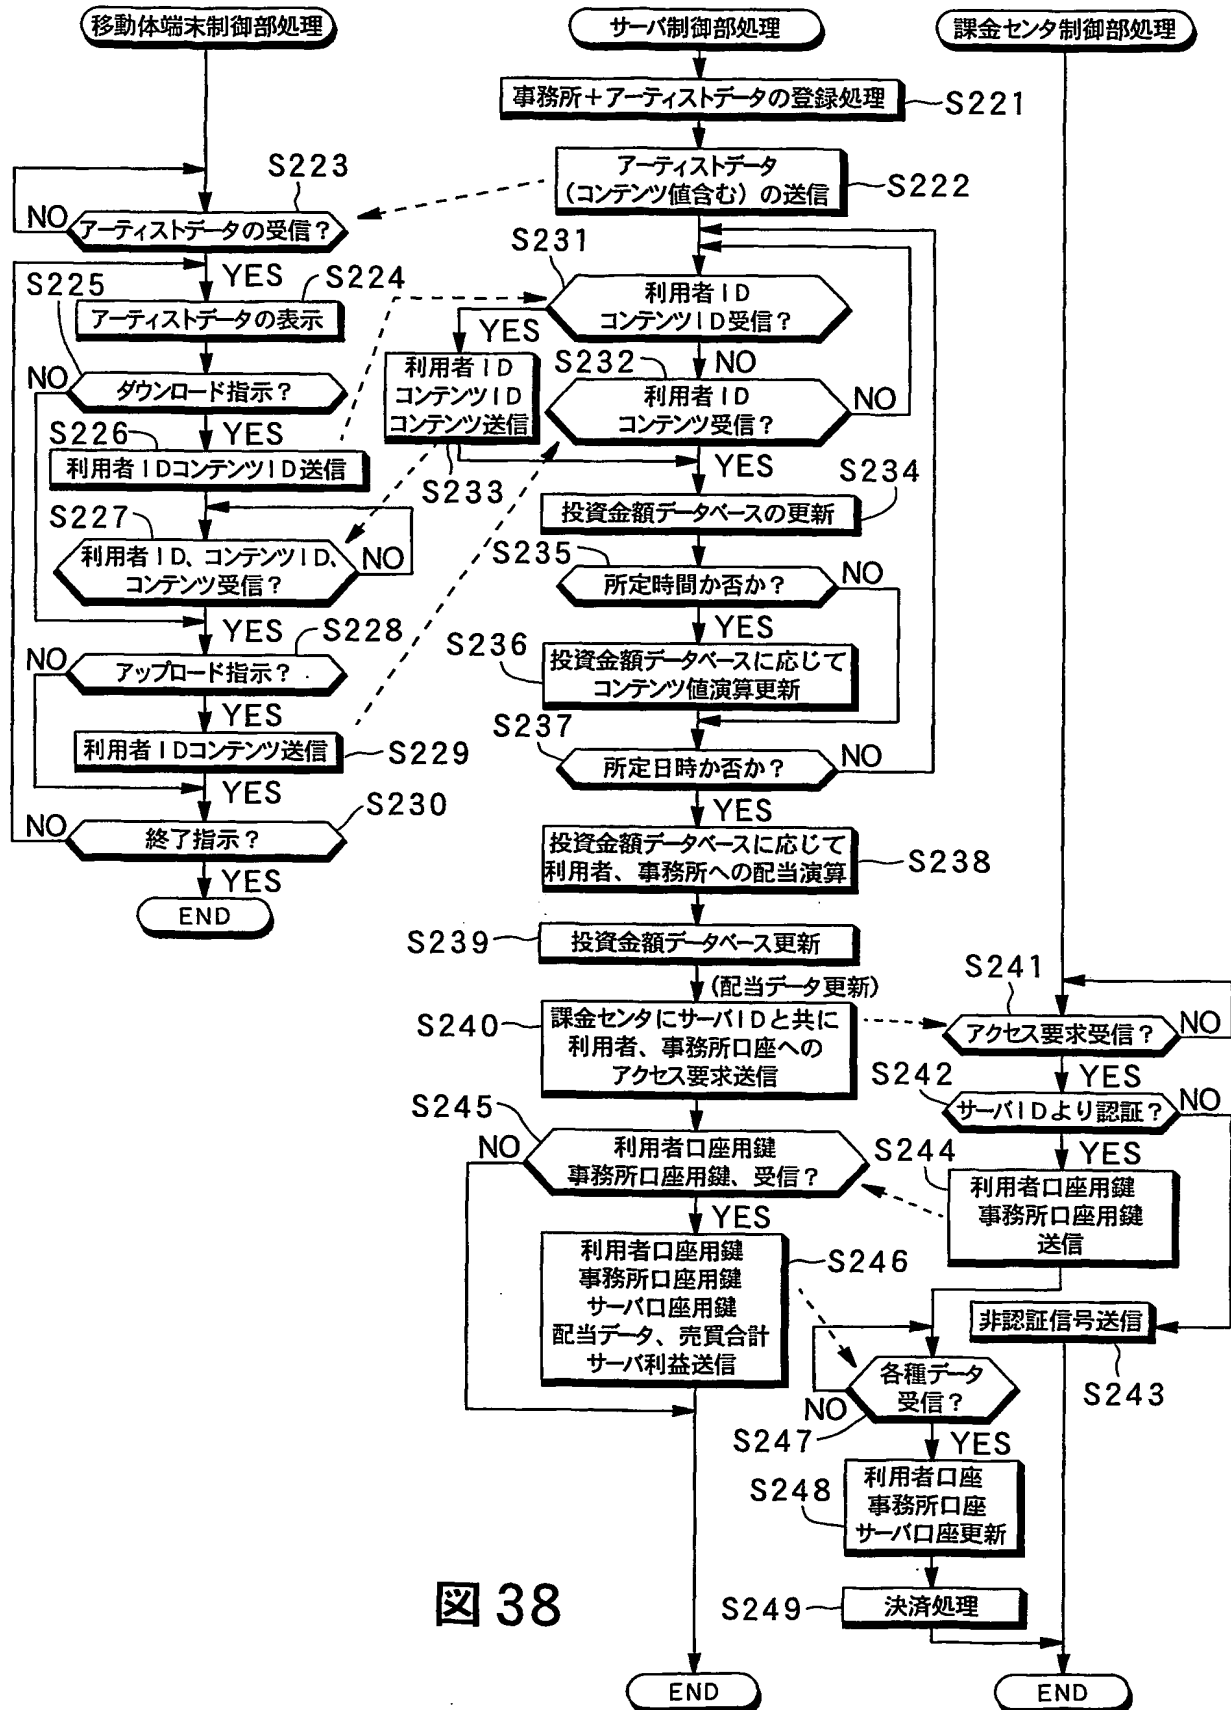 移動体端末制御部処理
サーバ制御部処理
課金センタ制御部処理
事務所+アーティストデータの登録処理
S221
アーティストデータ
(コンテンツ値含む)の送信
S222
S223
NO
アーティストデータの受信?
YES
S224
アーティストデータの表示
S225
NO
ダウンロード指示?
YES
S226
利用者IDコンテンツID送信
S227
利用者ID、コンテンツID、
コンテンツ受信?
NO
YES
S228
NO
アップロード指示?
YES
利用者IDコンテンツ送信
S229
YES
S230
NO
終了指示?
YES
END
S231
利用者ID
コンテンツID受信?
YES
NO
S232
利用者ID
コンテンツ受信?
NO
YES
利用者ID
コンテンツID
コンテンツ送信
S233
S234
投資金額データベースの更新
S235
所定時間か否か?
NO
YES
S236
投資金額データベースに応じて
コンテンツ値演算更新
S237
所定日時か否か?
NO
YES
投資金額データベースに応じて
利用者、事務所への配当演算
S238
S239
投資金額データベース更新
(配当データ更新)
S240
課金センタにサーバIDと共に
利用者、事務所口座への
アクセス要求送信
S245
NO
利用者口座用鍵
事務所口座用鍵、受信?
YES
利用者口座用鍵
事務所口座用鍵
サーバ口座用鍵
配当データ、売買合計
サーバ利益送信
S246
END
S241
アクセス要求受信?
NO
YES
S242
サーバIDより認証?
NO
YES
S244
利用者口座用鍵
事務所口座用鍵
送信
非認証信号送信
S243
各種データ
受信?
NO
S247
YES
S248
利用者口座
事務所口座
サーバ口座更新
S249
決済処理
END
図38